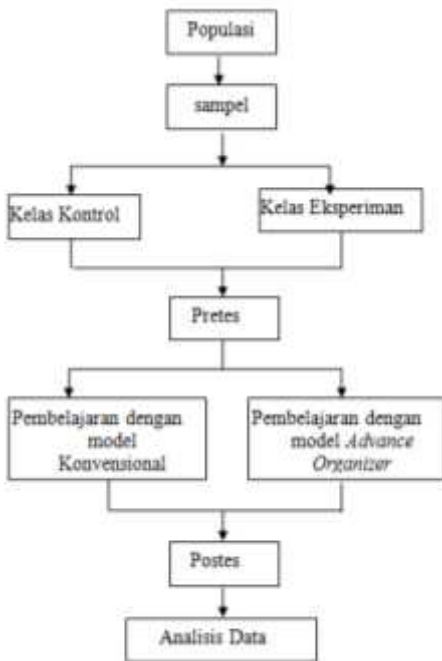 Populasi
sampel
Kelas Kontrol
Kelas Eksperiman
Pretes
Pembelajaran dengan
model
Konvensional
Pembelajaran dengan
model Advance
Organizer
Postes
Analisis Data